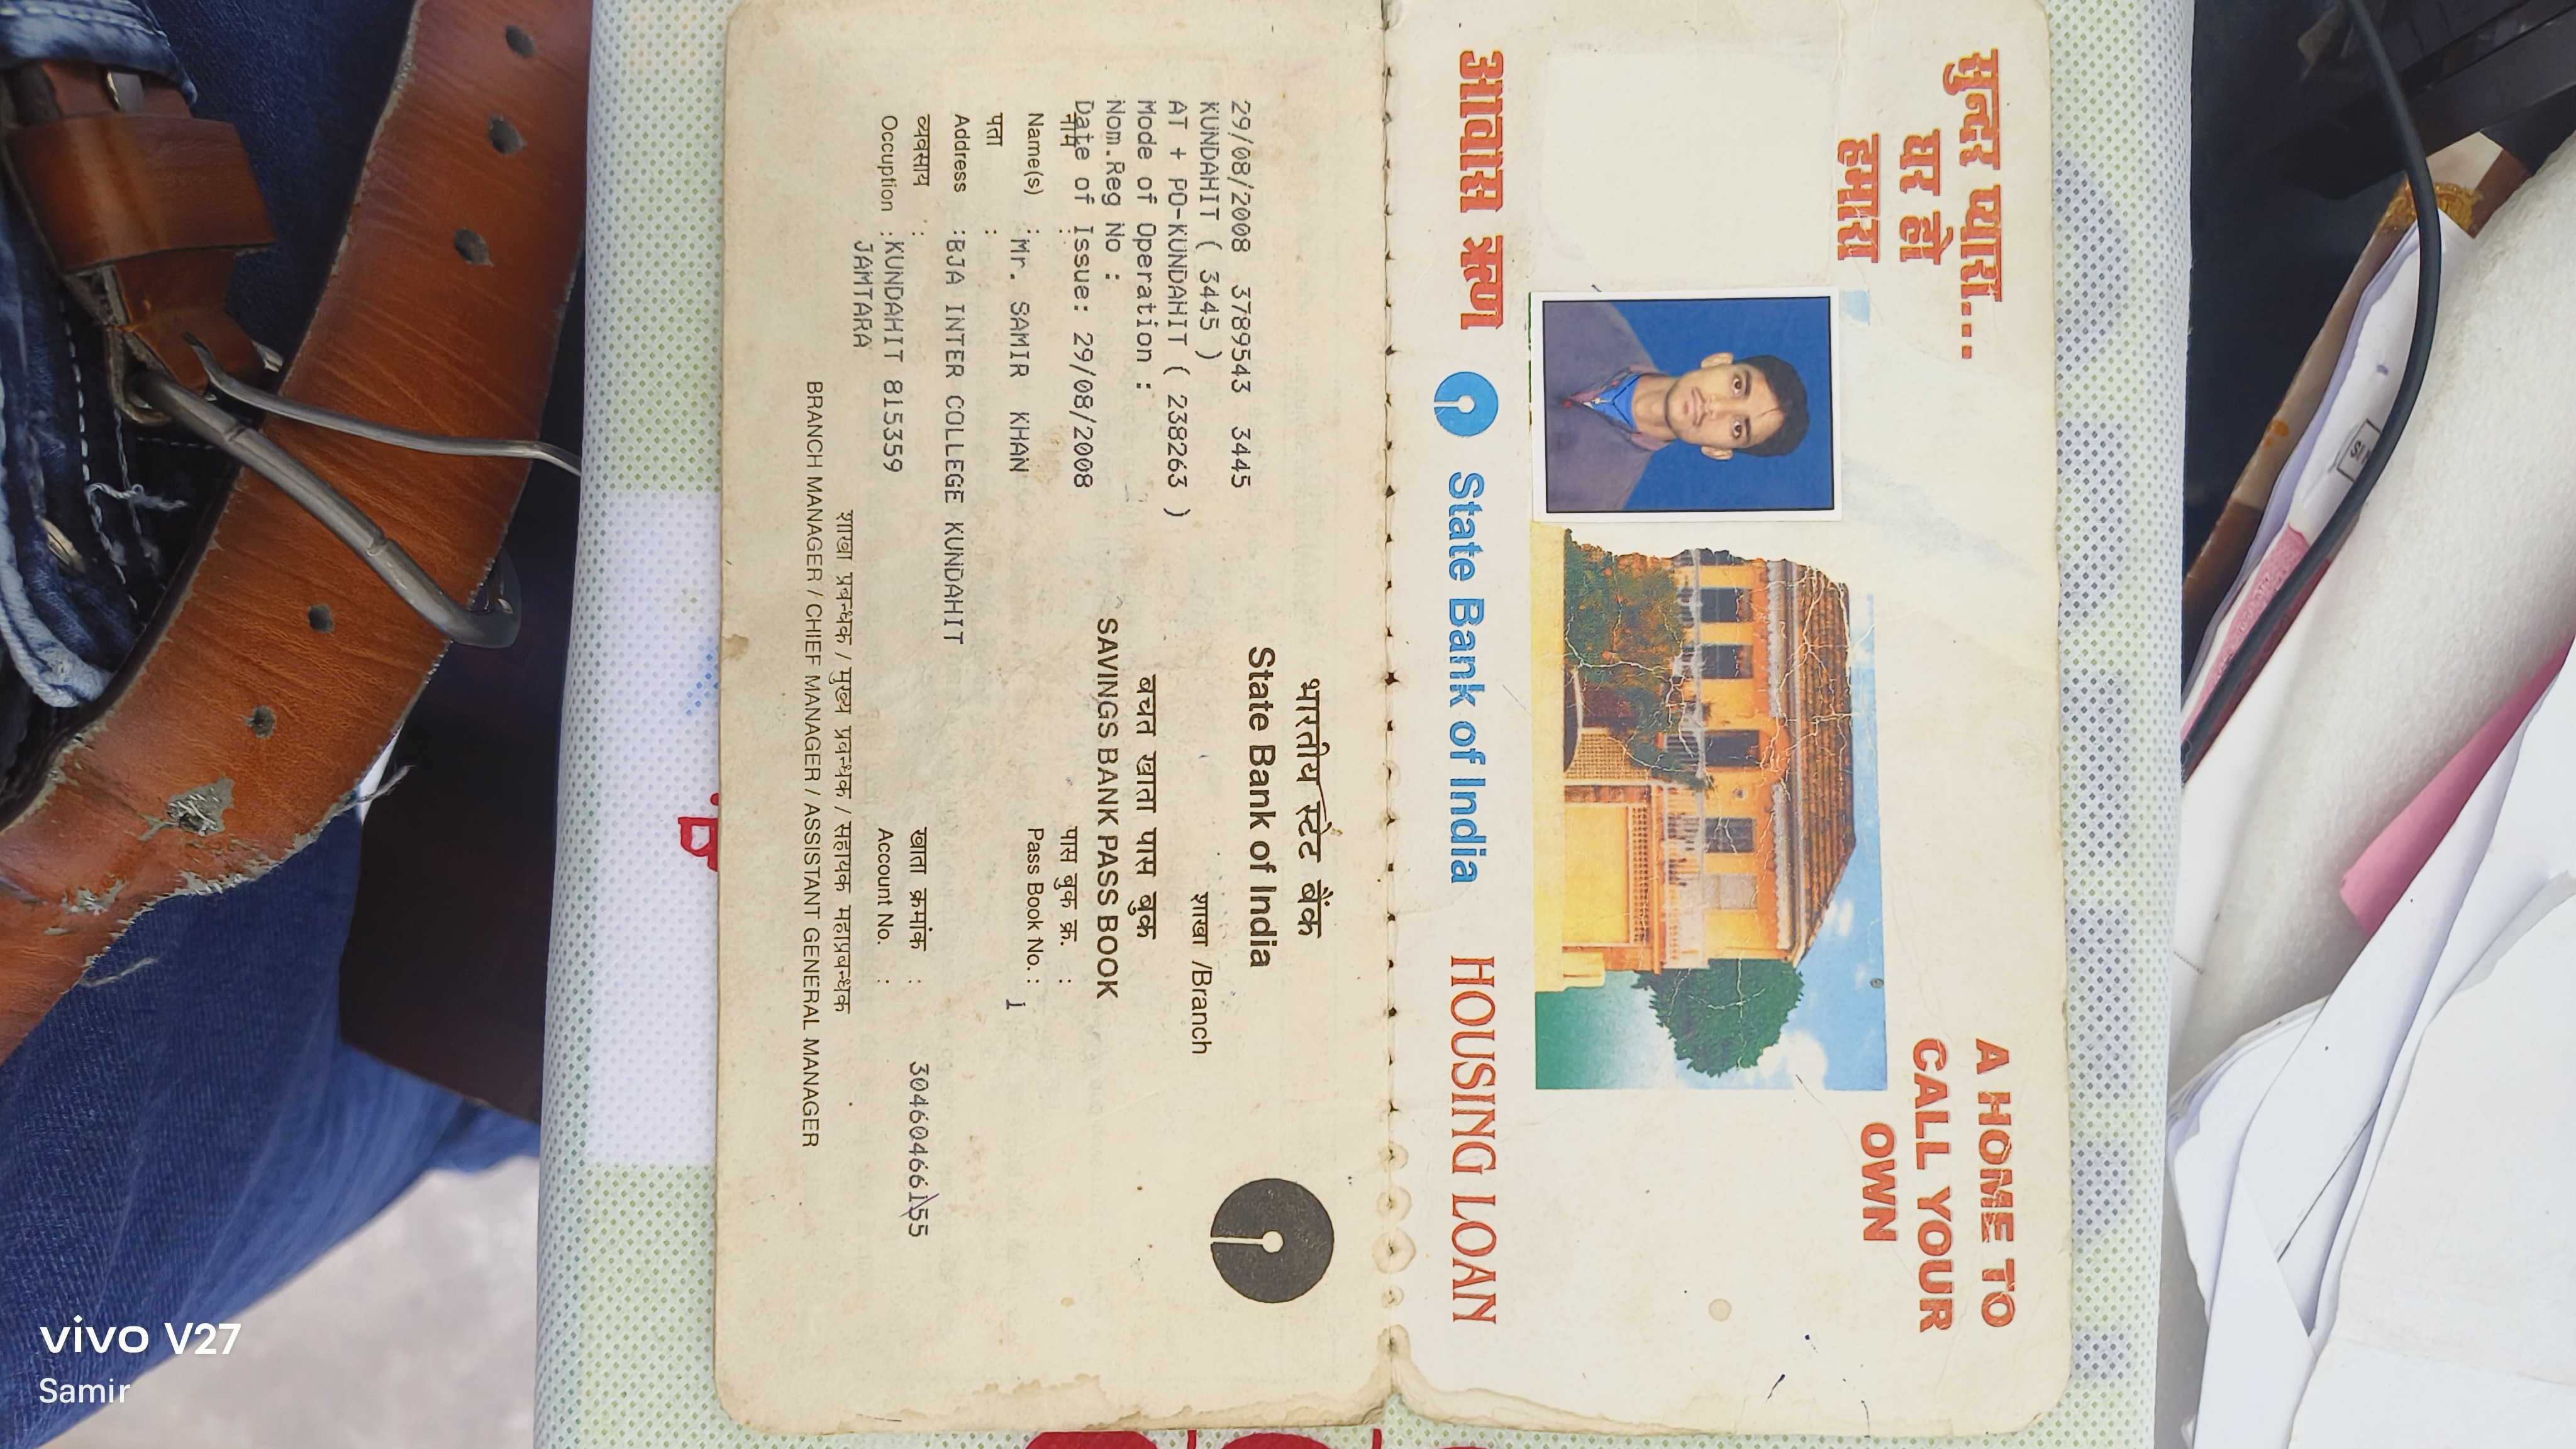 सुन्दर प्यारा...
घर हो
हमारा
A HOME TO
CALL YOUR
OWN
आवास ऋण
State Bank of India
HOUSING LOAN
भारतीय स्टेट बैंक
State Bank of India
29/08/2008 3789543 3445
KUNDAHIT ( 3445 )
शाखा /Branch
AT + PO-KUNDAHIT ( 238263 )
Mode of Operation :
बचत खाता पास बुक
Nom.Reg No :
SAVINGS BANK PASS BOOK
Date of Issue: 29/08/2008
नाम :
पास बुक क्र. :
Name(s) : Mr. SAMIR KHAN
Pass Book No. : 1
पता :
Address : BJA INTER COLLEGE KUNDAHIT
व्यवसाय :
खाता क्रमांक : 30460466155
Occuption : KUNDAHIT 815359
Account No. :
JAMTARA
शाखा प्रबन्धक / मुख्य प्रबन्धक / सहायक महाप्रबन्धक
BRANCH MANAGER / CHIEF MANAGER / ASSISTANT GENERAL MANAGER
vivo V27
Samir